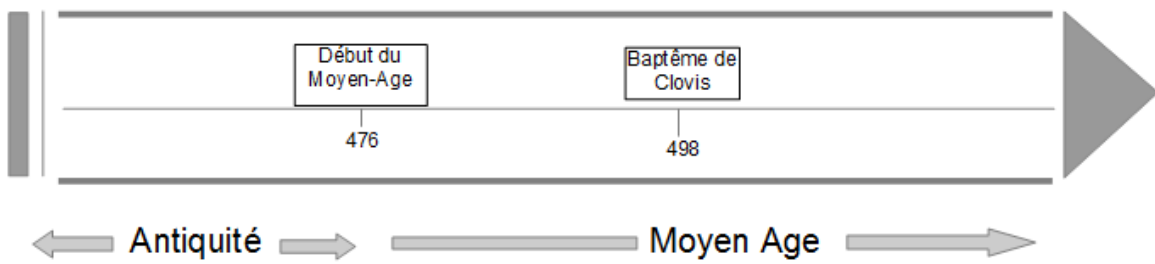 Début du
Moyen-Age
Baptême de
Clovis
476
498
Antiquité
Moyen Age